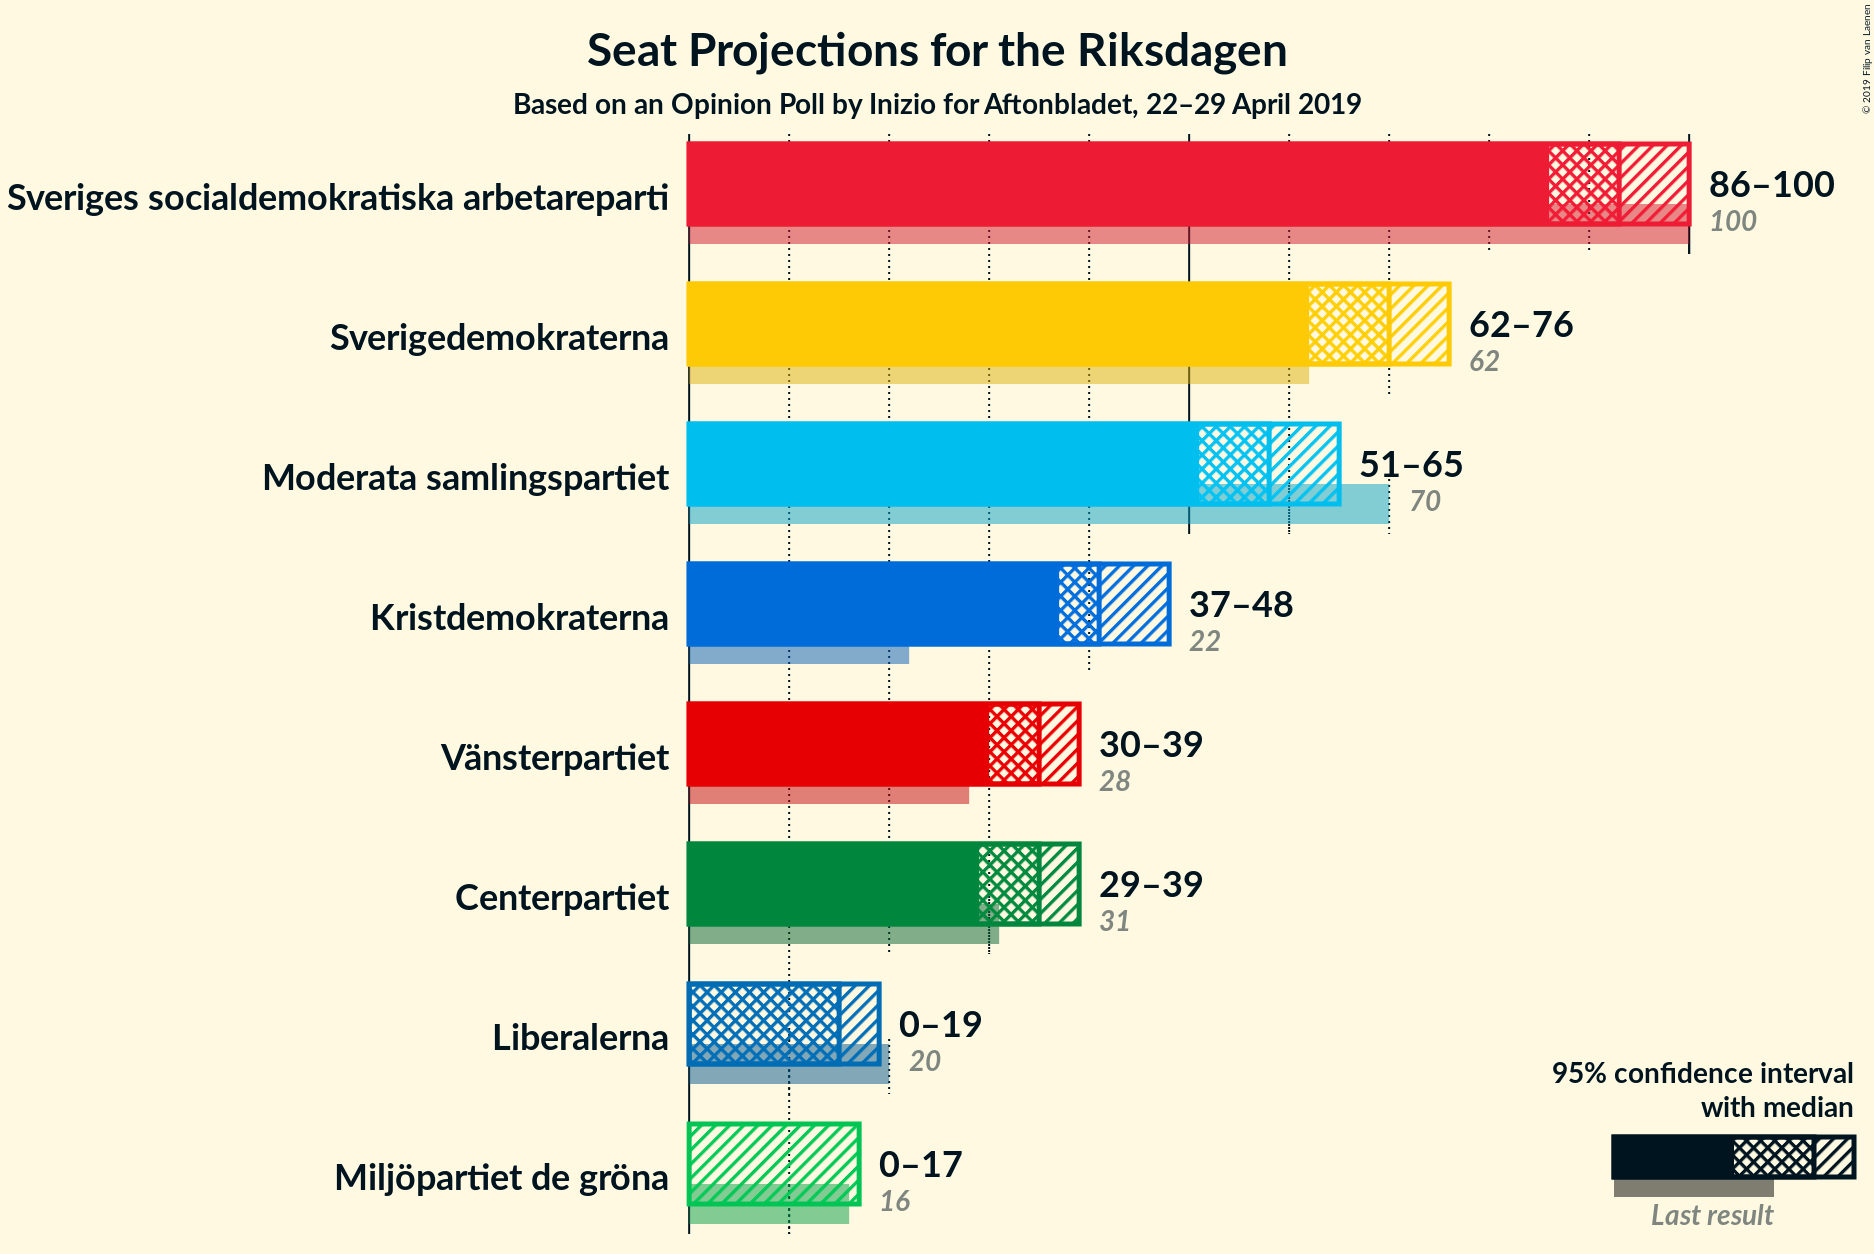 Seat Projections for the Riksdagen
Based on an Opinion Poll by Inizio for Aftonbladet, 22–29 April 2019
© 2019 Filip van Laenen
Sveriges socialdemokratiska arbetareparti
86–100
100
Sverigedemokraterna
62–76
62
Moderata samlingspartiet
51–65
70
Kristdemokraterna
37–48
22
Vänsterpartiet
30–39
28
Centerpartiet
29–39
31
Liberalerna
0–19
20
Miljöpartiet de gröna
0–17
16
95% confidence interval
with median
Last result